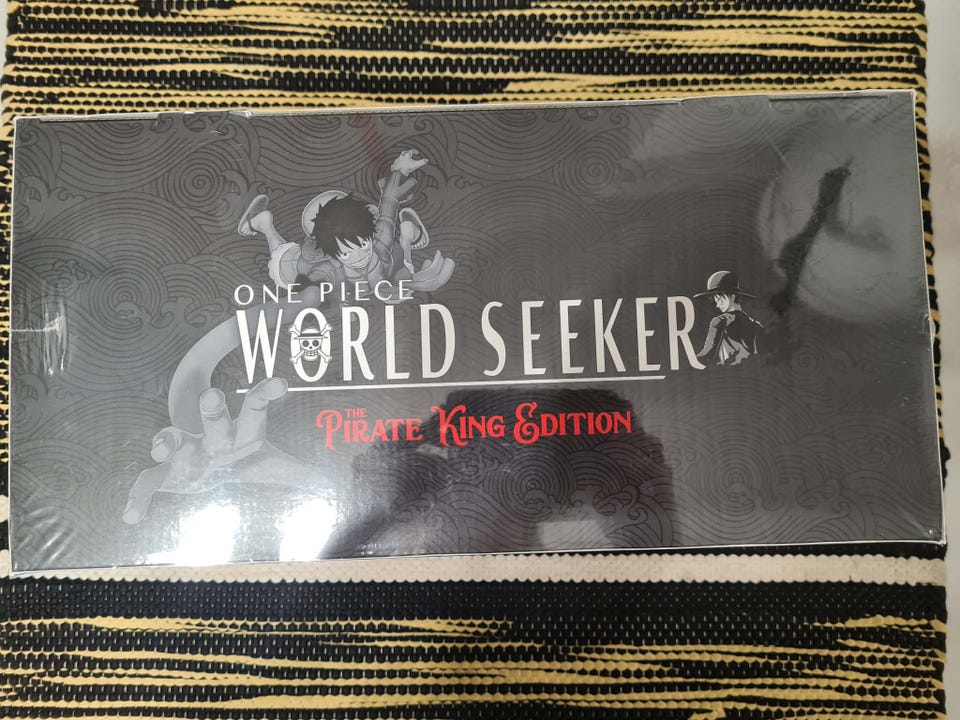 ONE PIECE
WORLD SEEKER
THE PIRATE KING EDITION